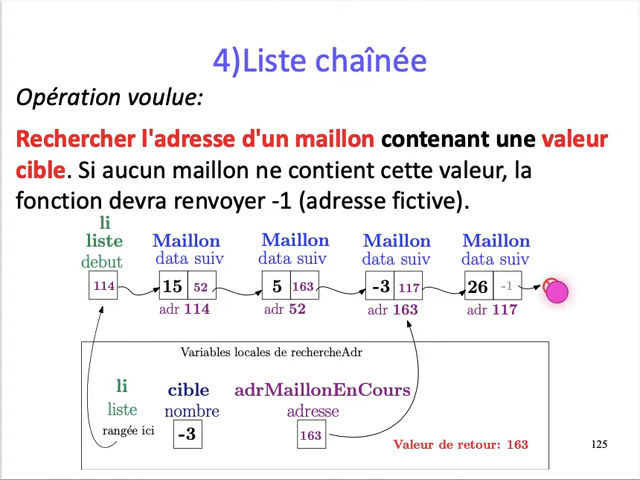 4)Liste chaînée
Opération voulue:
Rechercher l'adresse d'un maillon contenant une valeur
cible. Si aucun maillon ne contient cette valeur, la
fonction devra renvoyer -1 (adresse fictive).
li
liste Maillon Maillon Maillon Maillon
debut data suiv data suiv data suiv data suiv
114 15 52 5 163 -3 117 26 -1
adr 114 adr 52 adr 163 adr 117
Variables locales de rechercheAdr
li cible adrMaillonEnCours
liste nombre adresse
rangée ici -3 163
Valeur de retour: 163 125